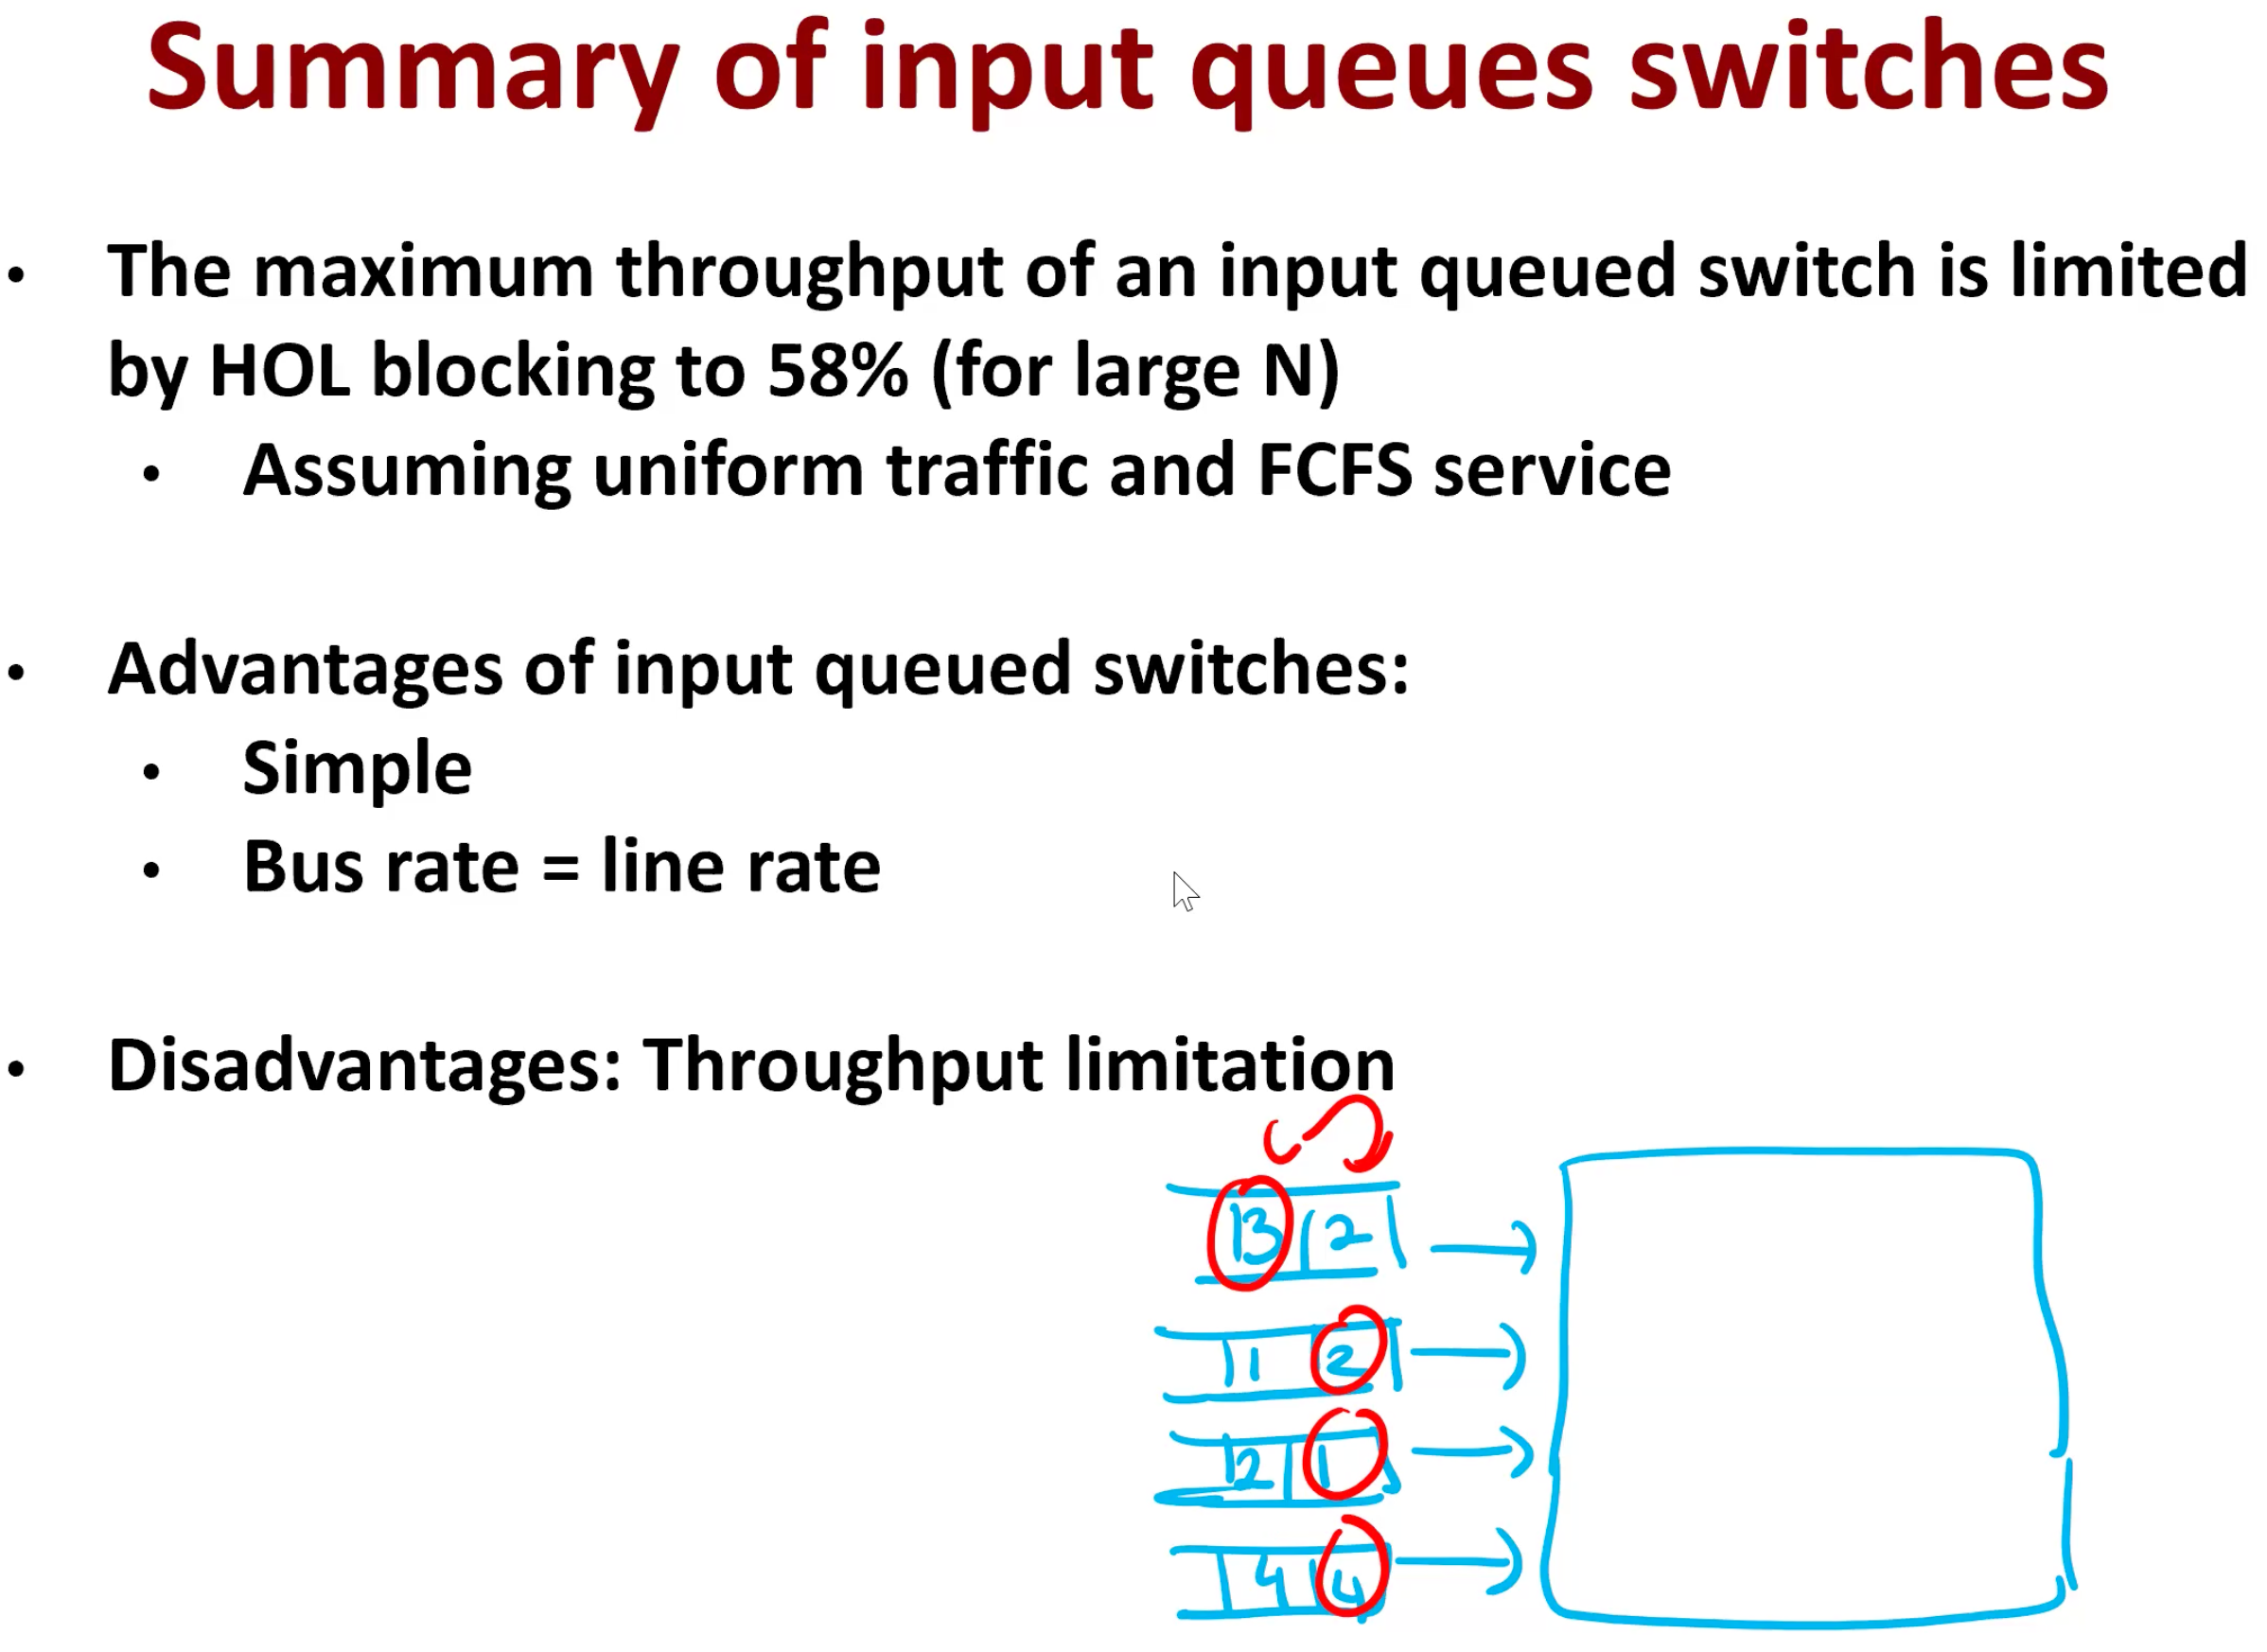 Summary of input queues switches
• The maximum throughput of an input queued switch is limited
by HOL blocking to 58% (for large N)
• Assuming uniform traffic and FCFS service
• Advantages of input queued switches:
• Simple
• Bus rate = line rate
• Disadvantages: Throughput limitation
3 2
1 2
2 1
4 4